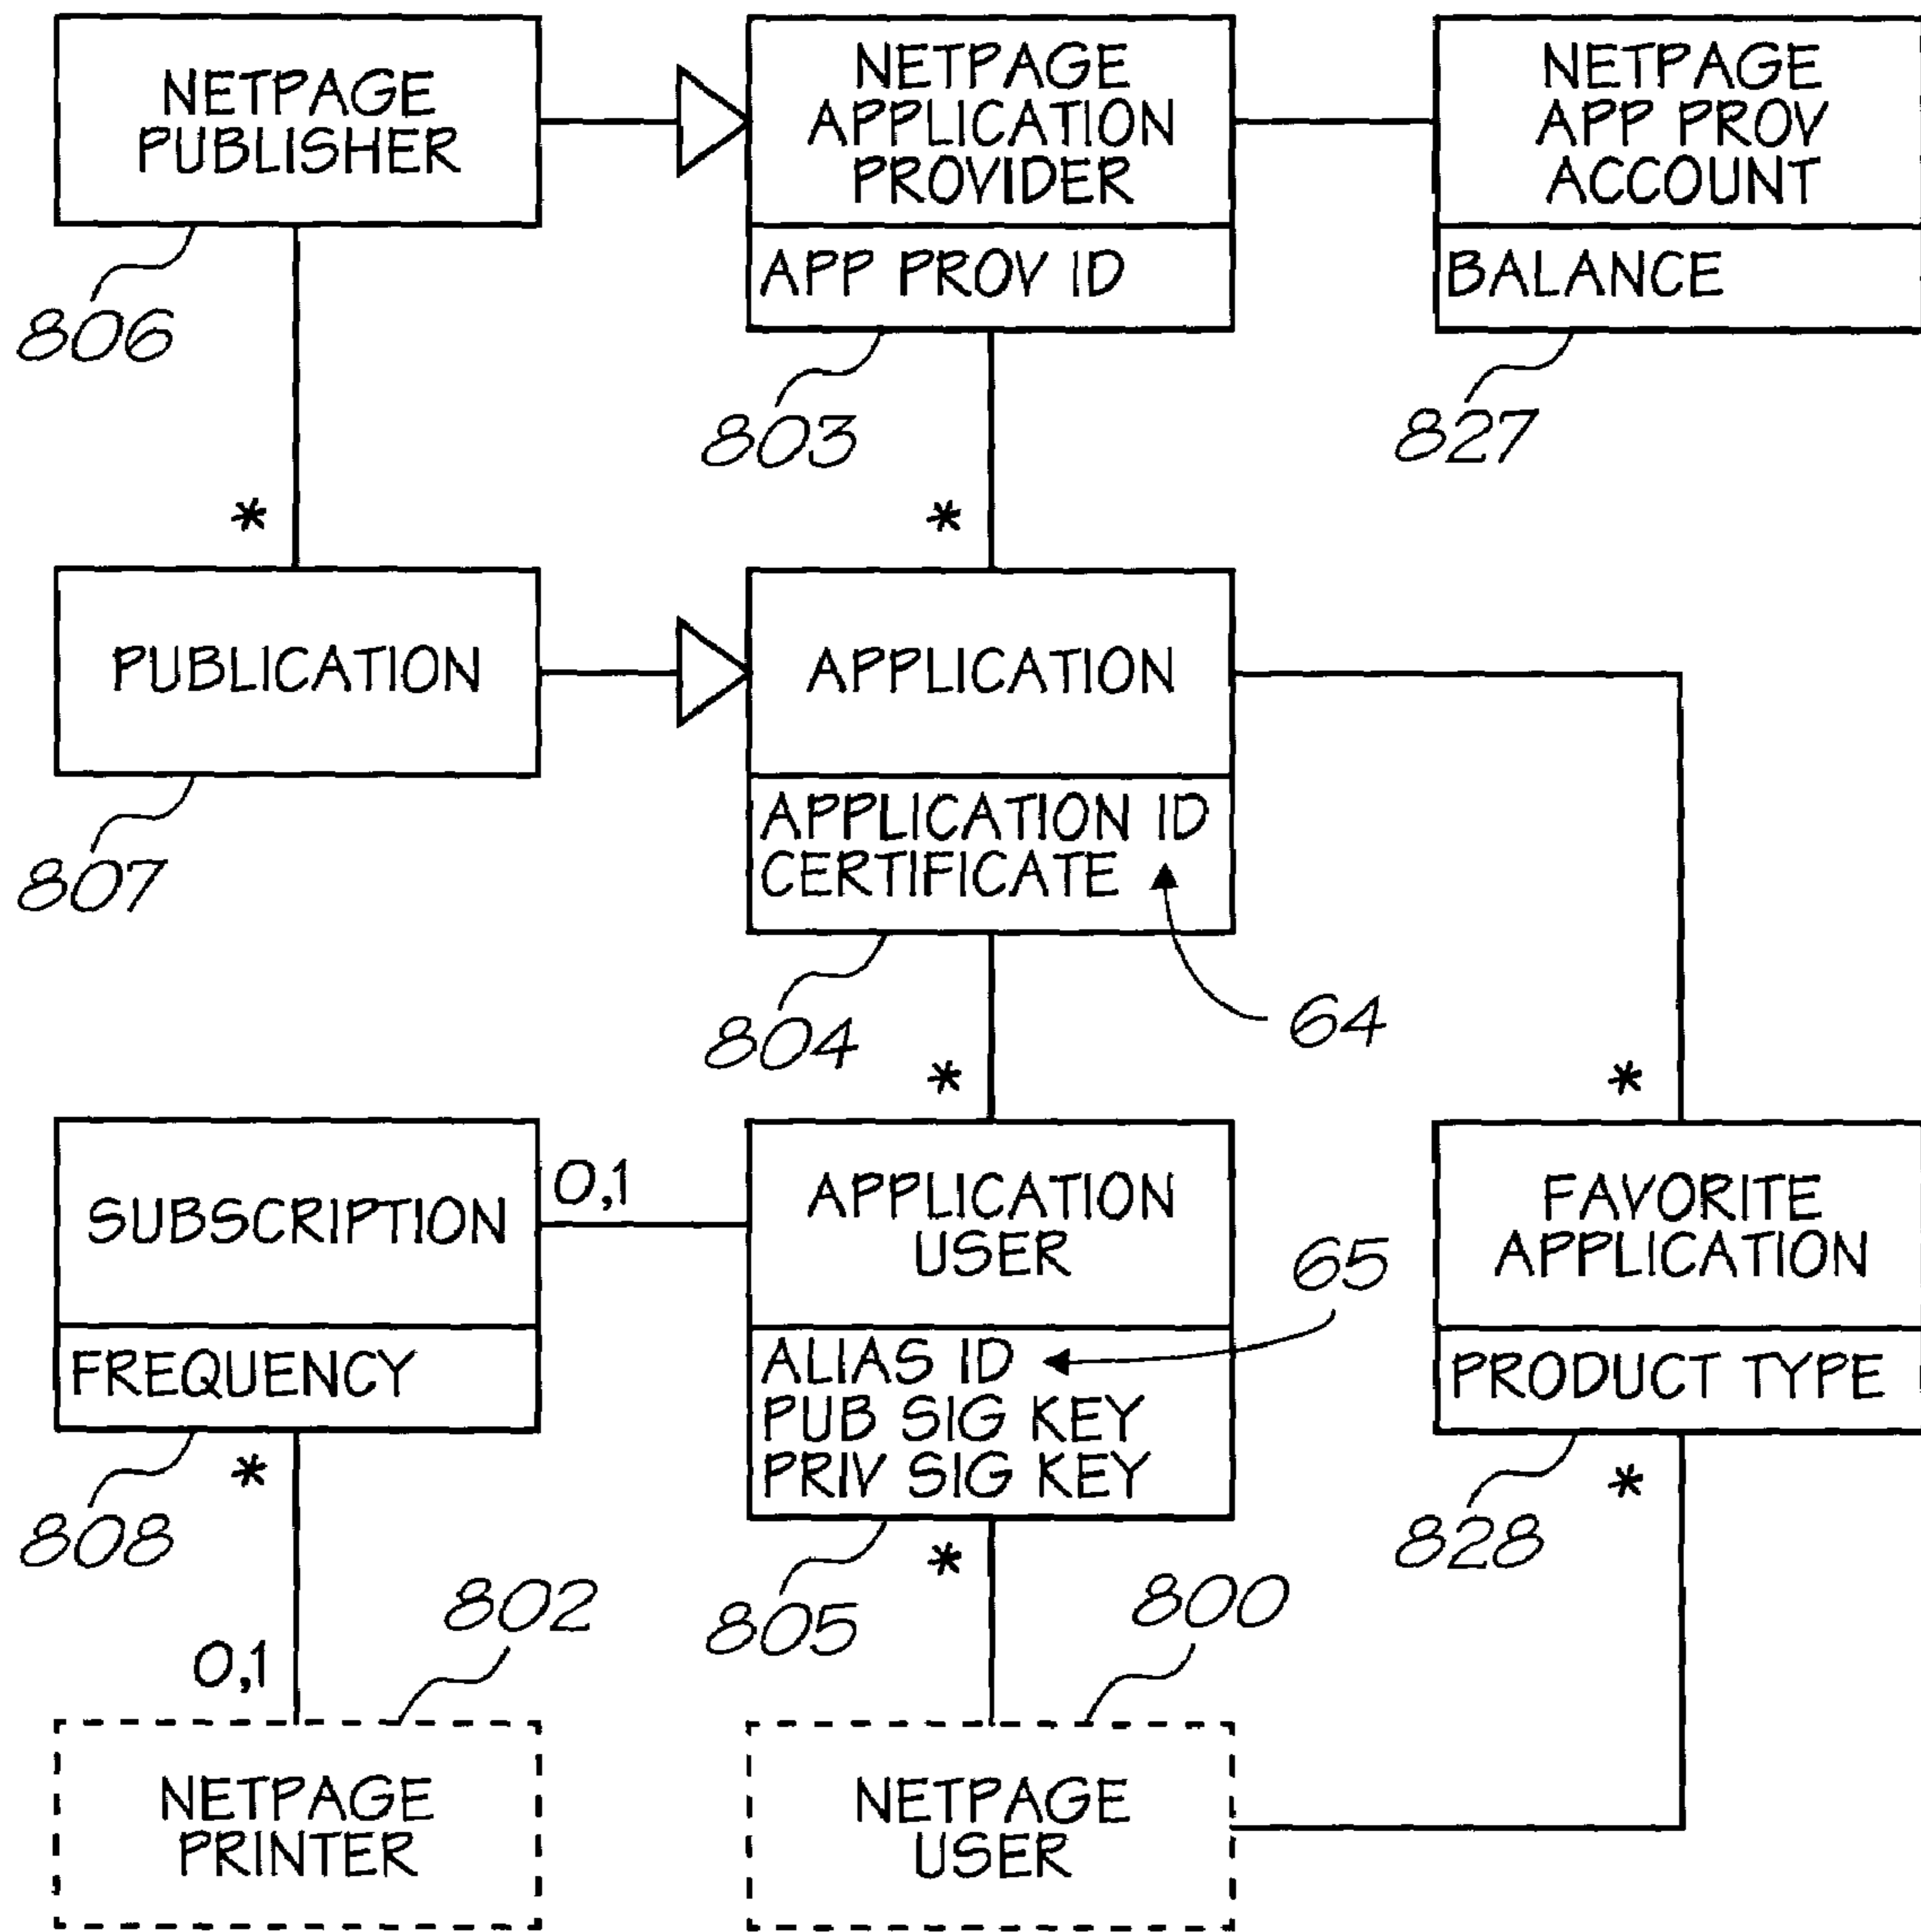 NETPAGE
PUBLISHER
NETPAGE
APPLICATION
PROVIDER
APP PROV ID
NETPAGE
APP PROV
ACCOUNT
BALANCE
806
803
827
*
*
PUBLICATION
APPLICATION
APPLICATION ID
CERTIFICATE
807
804
64
*
*
SUBSCRIPTION
FREQUENCY
0,1
APPLICATION
USER
ALIAS ID
PUB SIG KEY
PRIV SIG KEY
65
FAVORITE
APPLICATION
PRODUCT TYPE
808
*
805
*
828
*
802
800
0,1
NETPAGE
PRINTER
NETPAGE
USER